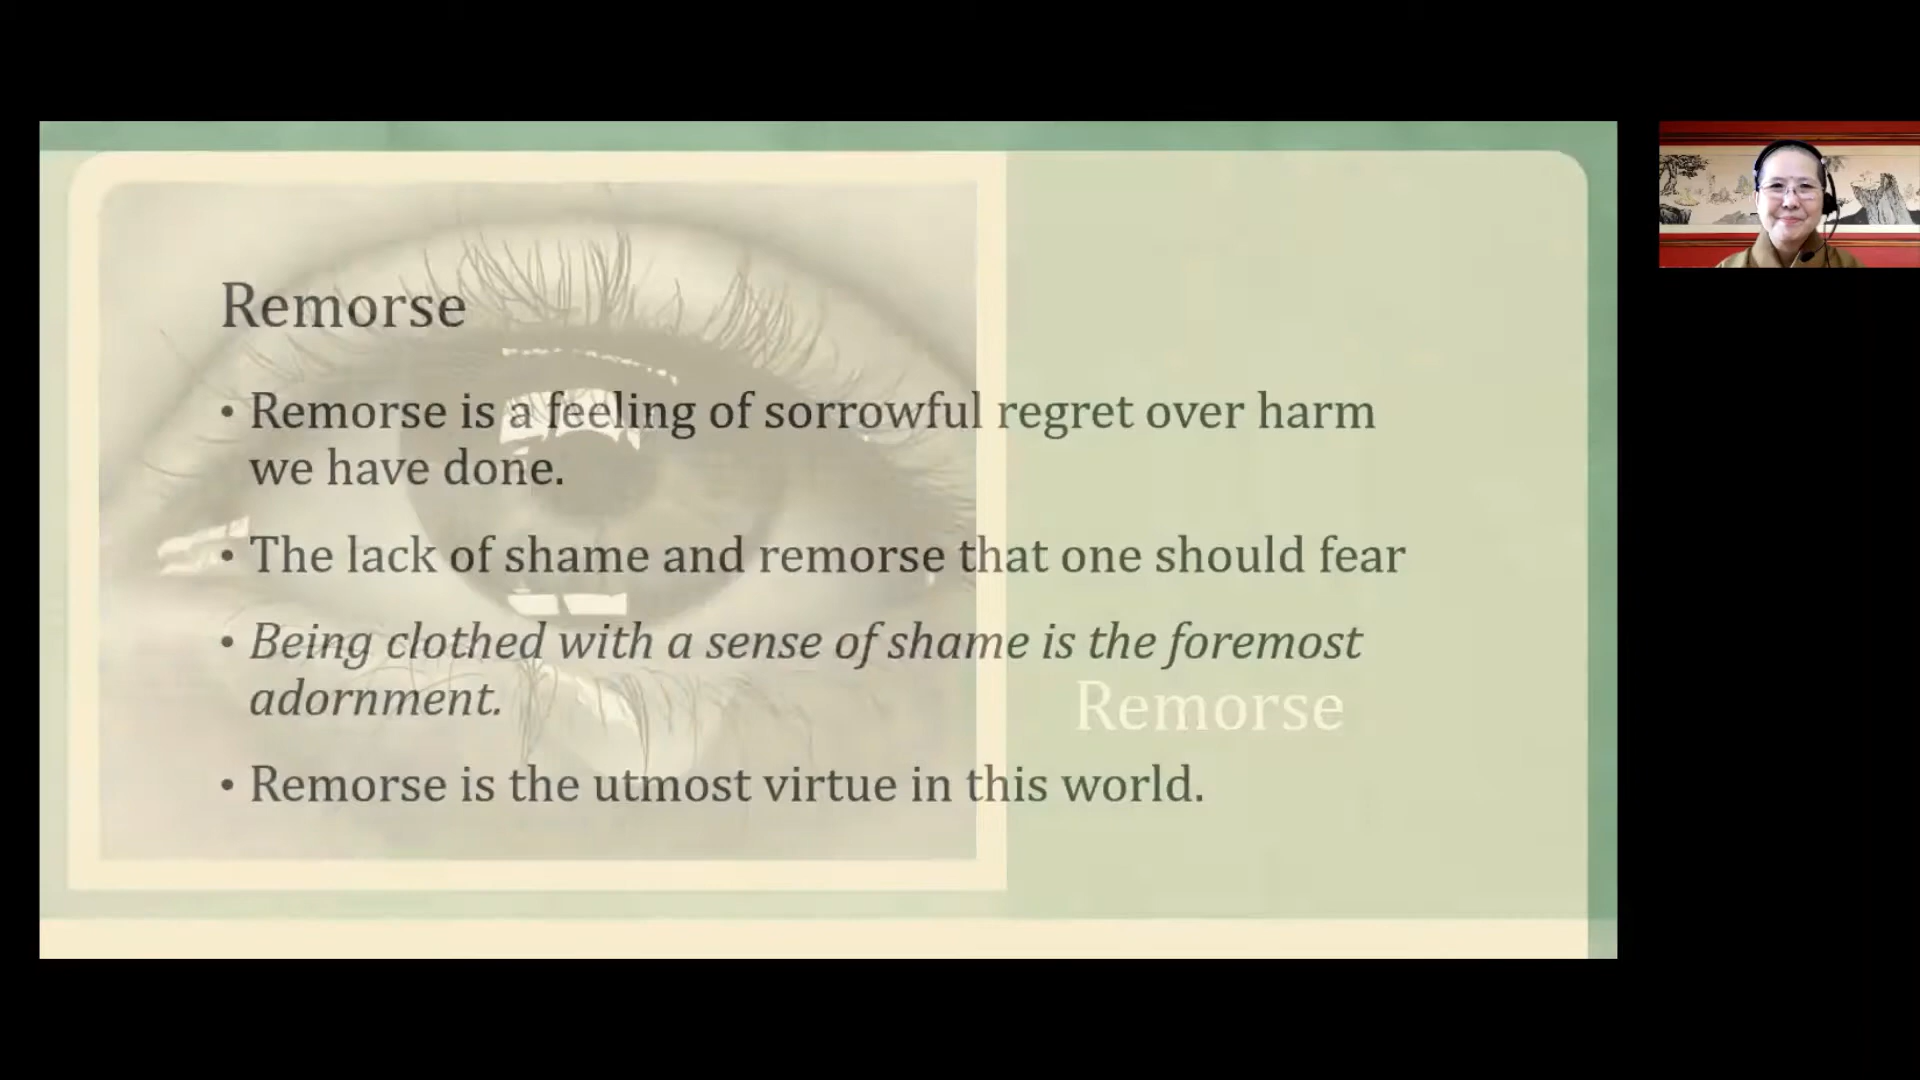 Remorse
• Remorse is a feeling of sorrowful regret over harm
we have done.
• The lack of shame and remorse that one should fear
• Being clothed with a sense of shame is the foremost
adornment.
Remorse
• Remorse is the utmost virtue in this world.